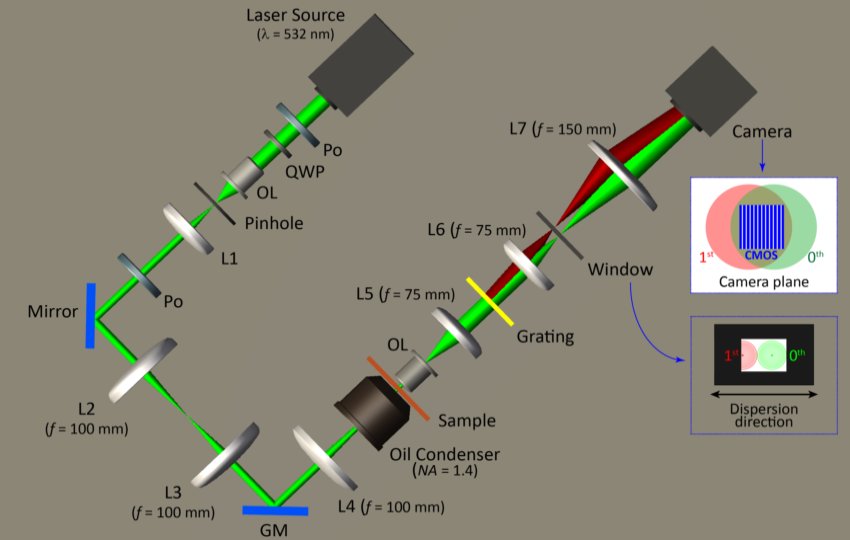 Laser Source
(λ = 532 nm)
Po
QWP
OL
Pinhole
L1
Po
Mirror
L2
(f = 100 mm)
L3
(f = 100 mm)
GM
L4 (f = 100 mm)
Oil Condenser
(NA = 1.4)
Sample
OL
L5 (f = 75 mm)
Grating
L6 (f = 75 mm)
Window
L7 (f = 150 mm)
Camera
1st
CMOS
0th
Camera plane
1st
0th
Dispersion
direction